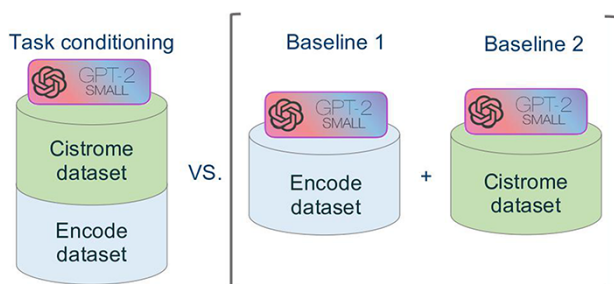 Task conditioning
GPT-2
SMALL
Cistrome
dataset
Encode
dataset
VS.
Baseline 1
GPT-2
SMALL
Encode
dataset
+
Baseline 2
GPT-2
SMALL
Cistrome
dataset